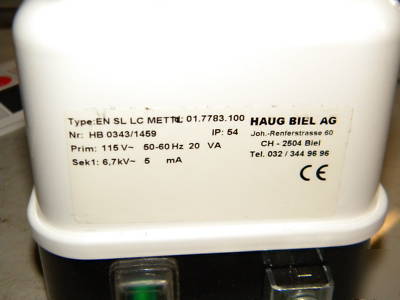 Type: EN SL LC METTL 01.7783.100
Nr: HB 0343/1459 IP: 54
Prim: 115 V~ 50-60 Hz 20 VA
Sek1: 6,7kV~ 5 mA
HAUG BIEL AG
Joh.-Renferstrasse 60
CH - 2504 Biel
Tel. 032 / 344 96 96
CE